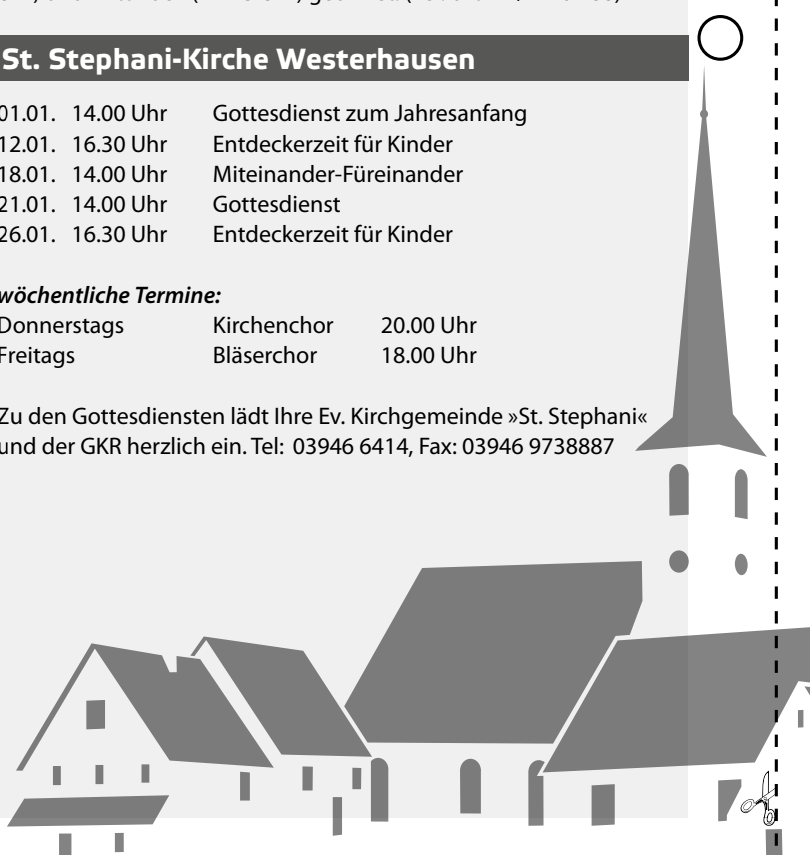 St. Stephani-Kirche Westerhausen
01.01. 14.00 Uhr Gottesdienst zum Jahresanfang
12.01. 16.30 Uhr Entdeckerzeit für Kinder
18.01. 14.00 Uhr Miteinander-Füreinander
21.01. 14.00 Uhr Gottesdienst
26.01. 16.30 Uhr Entdeckerzeit für Kinder
wöchentliche Termine:
Donnerstags Kirchenchor 20.00 Uhr
Freitags Bläserchor 18.00 Uhr
Zu den Gottesdiensten lädt Ihre Ev. Kirchgemeinde »St. Stephani«
und der GKR herzlich ein. Tel: 03946 6414, Fax: 03946 9738887